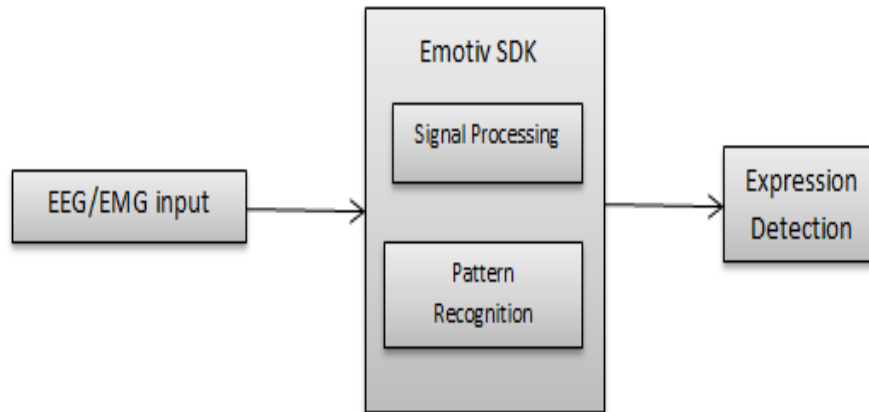 EEG/EMG input
Emotiv SDK
Signal Processing
Pattern
Recognition
Expression
Detection